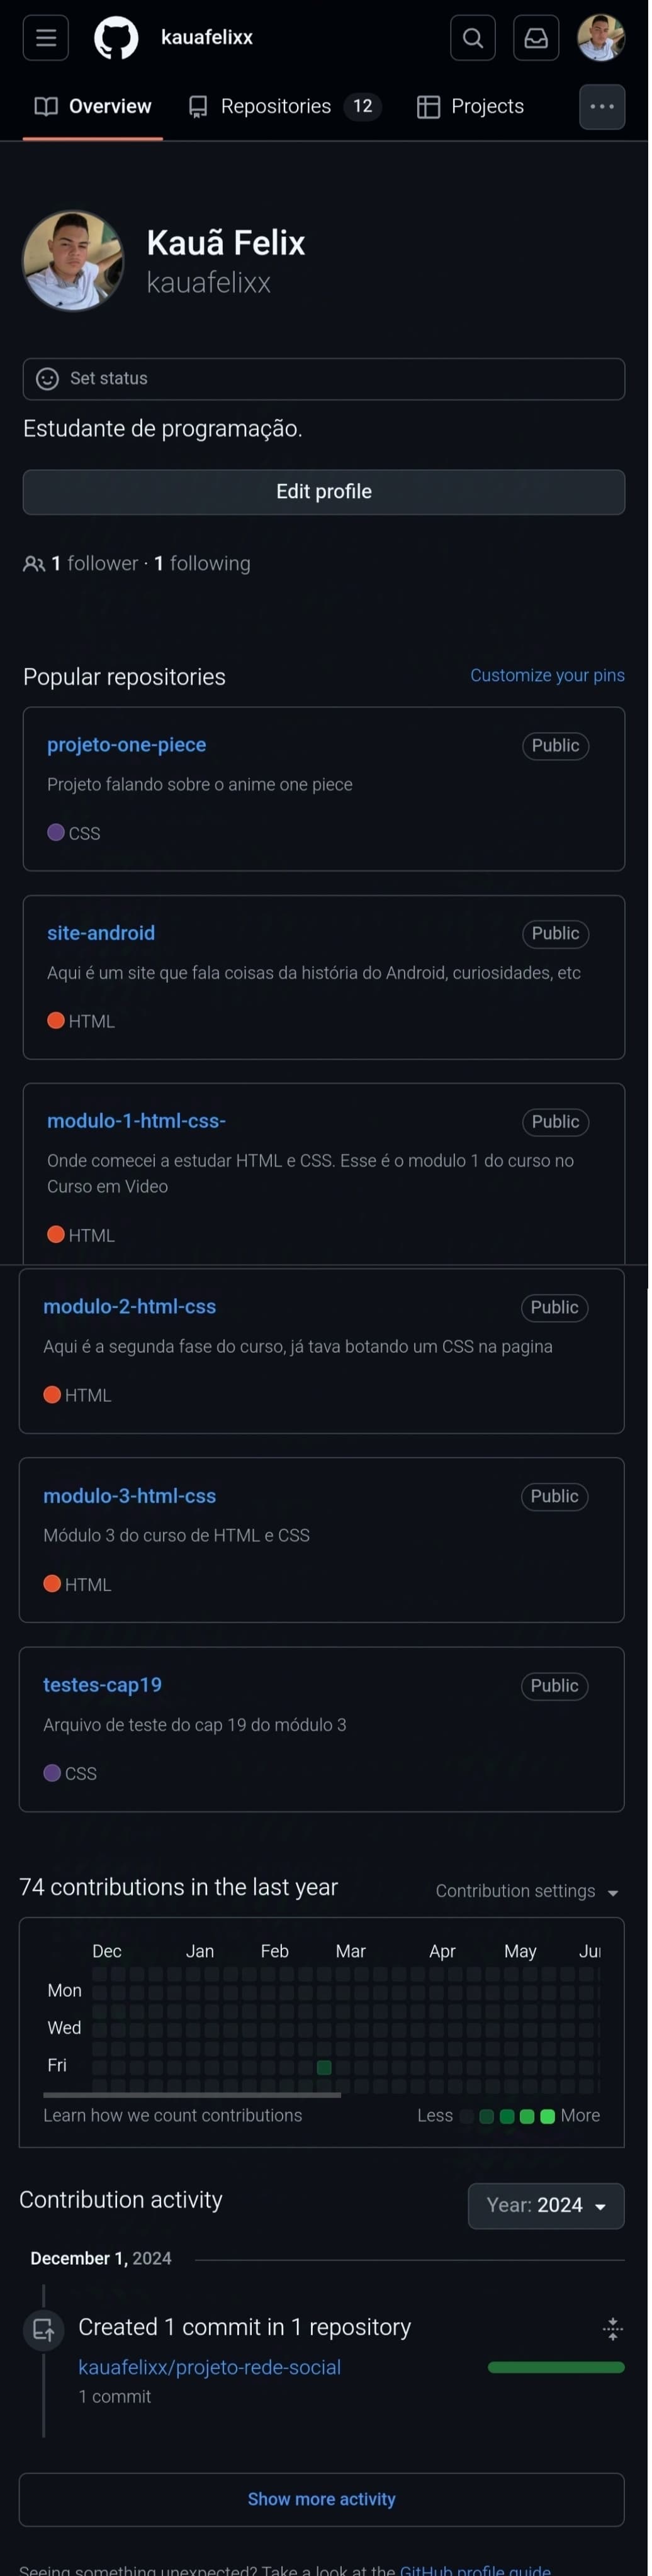 kauafelixx
Overview
Repositories 12
Projects
Kauã Felix
kauafelixx
Set status
Estudante de programação.
Edit profile
1 follower · 1 following
Popular repositories
Customize your pins
projeto-one-piece
Public
Projeto falando sobre o anime one piece
CSS
site-android
Public
Aqui é um site que fala coisas da história do Android, curiosidades, etc
HTML
modulo-1-html-css-
Public
Onde comecei a estudar HTML e CSS. Esse é o modulo 1 do curso no
Curso em Video
HTML
modulo-2-html-css
Public
Aqui é a segunda fase do curso, já tava botando um CSS na pagina
HTML
modulo-3-html-css
Public
Módulo 3 do curso de HTML e CSS
HTML
testes-cap19
Public
Arquivo de teste do cap 19 do módulo 3
CSS
74 contributions in the last year
Contribution settings
Dec Jan Feb Mar Apr May Jun
Mon
Wed
Fri
Learn how we count contributions
Less More
Contribution activity
Year: 2024
December 1, 2024
Created 1 commit in 1 repository
kauafelixx/projeto-rede-social
1 commit
Show more activity
Seeing something unexpected? Take a look at the GitHub profile guide